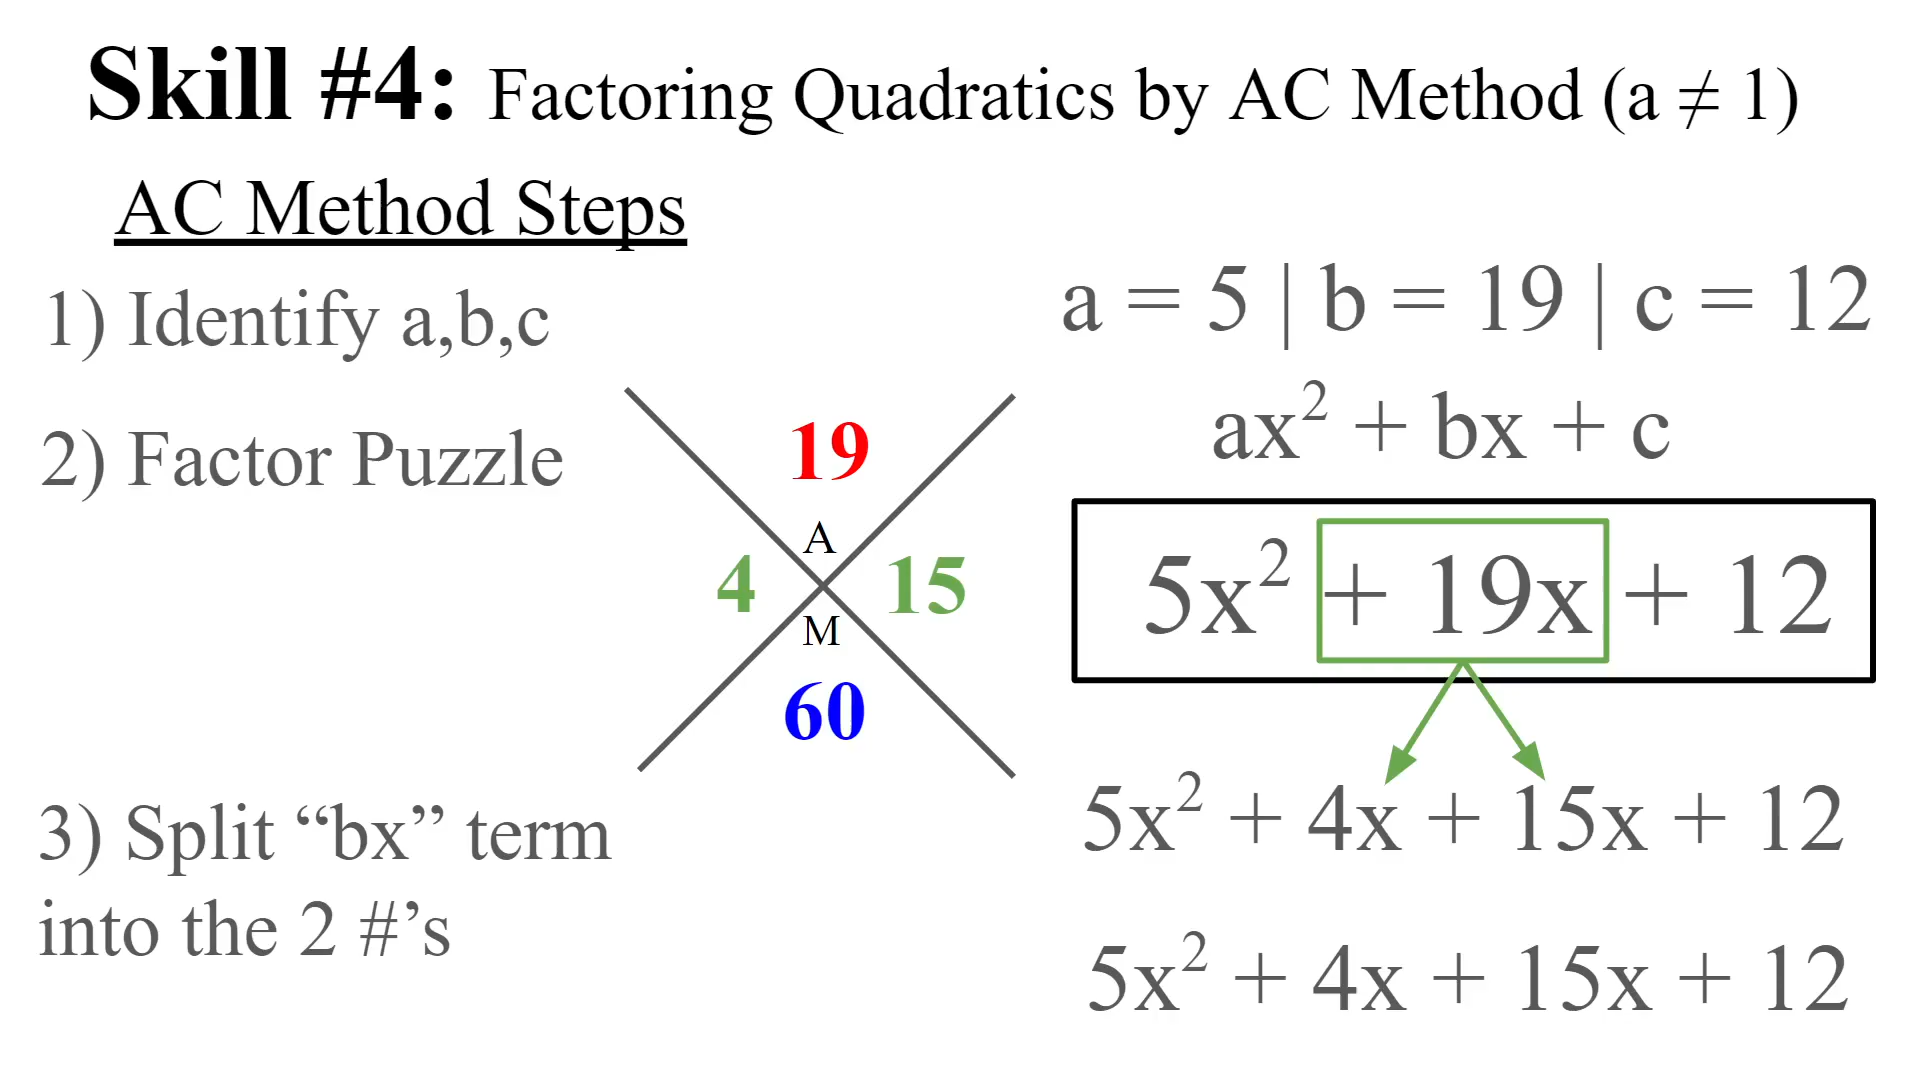 Skill #4: Factoring Quadratics by AC Method (a ≠ 1)
AC Method Steps
1) Identify a,b,c
a = 5 | b = 19 | c = 12
ax² + bx + c
2) Factor Puzzle
19
A
4 15
M
60
5x² + 19x + 12
3) Split “bx” term
into the 2 #’s
5x² + 4x + 15x + 12
5x² + 4x + 15x + 12